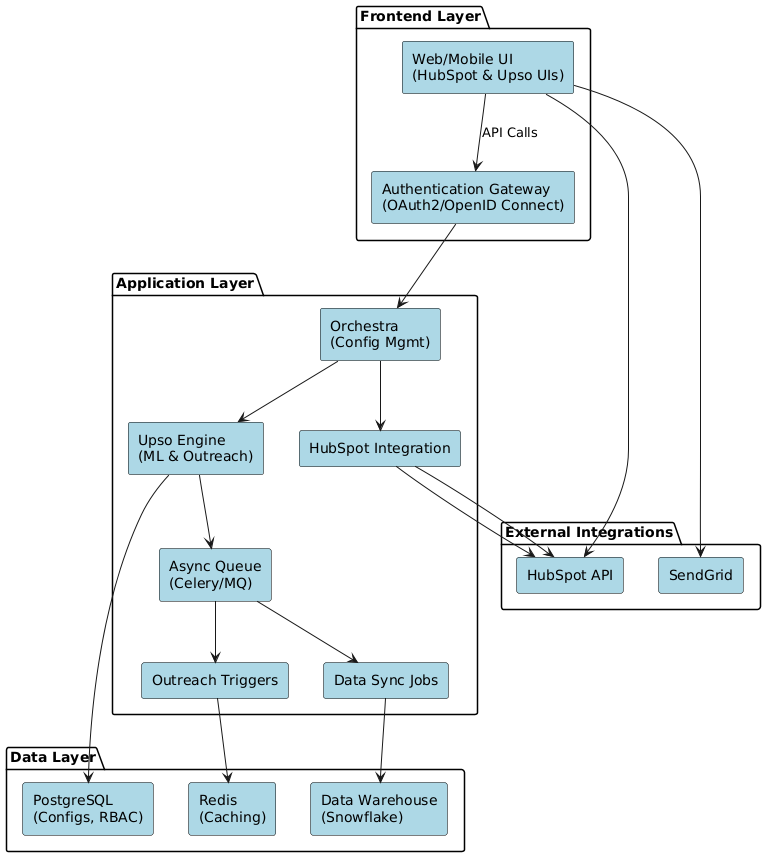 Frontend Layer
Web/Mobile UI
(HubSpot & Upso UIs)
API Calls
Authentication Gateway
(OAuth2/OpenID Connect)
Application Layer
Orchestra
(Config Mgmt)
Upso Engine
(ML & Outreach)
HubSpot Integration
External Integrations
Async Queue
(Celery/MQ)
HubSpot API
SendGrid
Outreach Triggers
Data Sync Jobs
Data Layer
PostgreSQL
(Configs, RBAC)
Redis
(Caching)
Data Warehouse
(Snowflake)